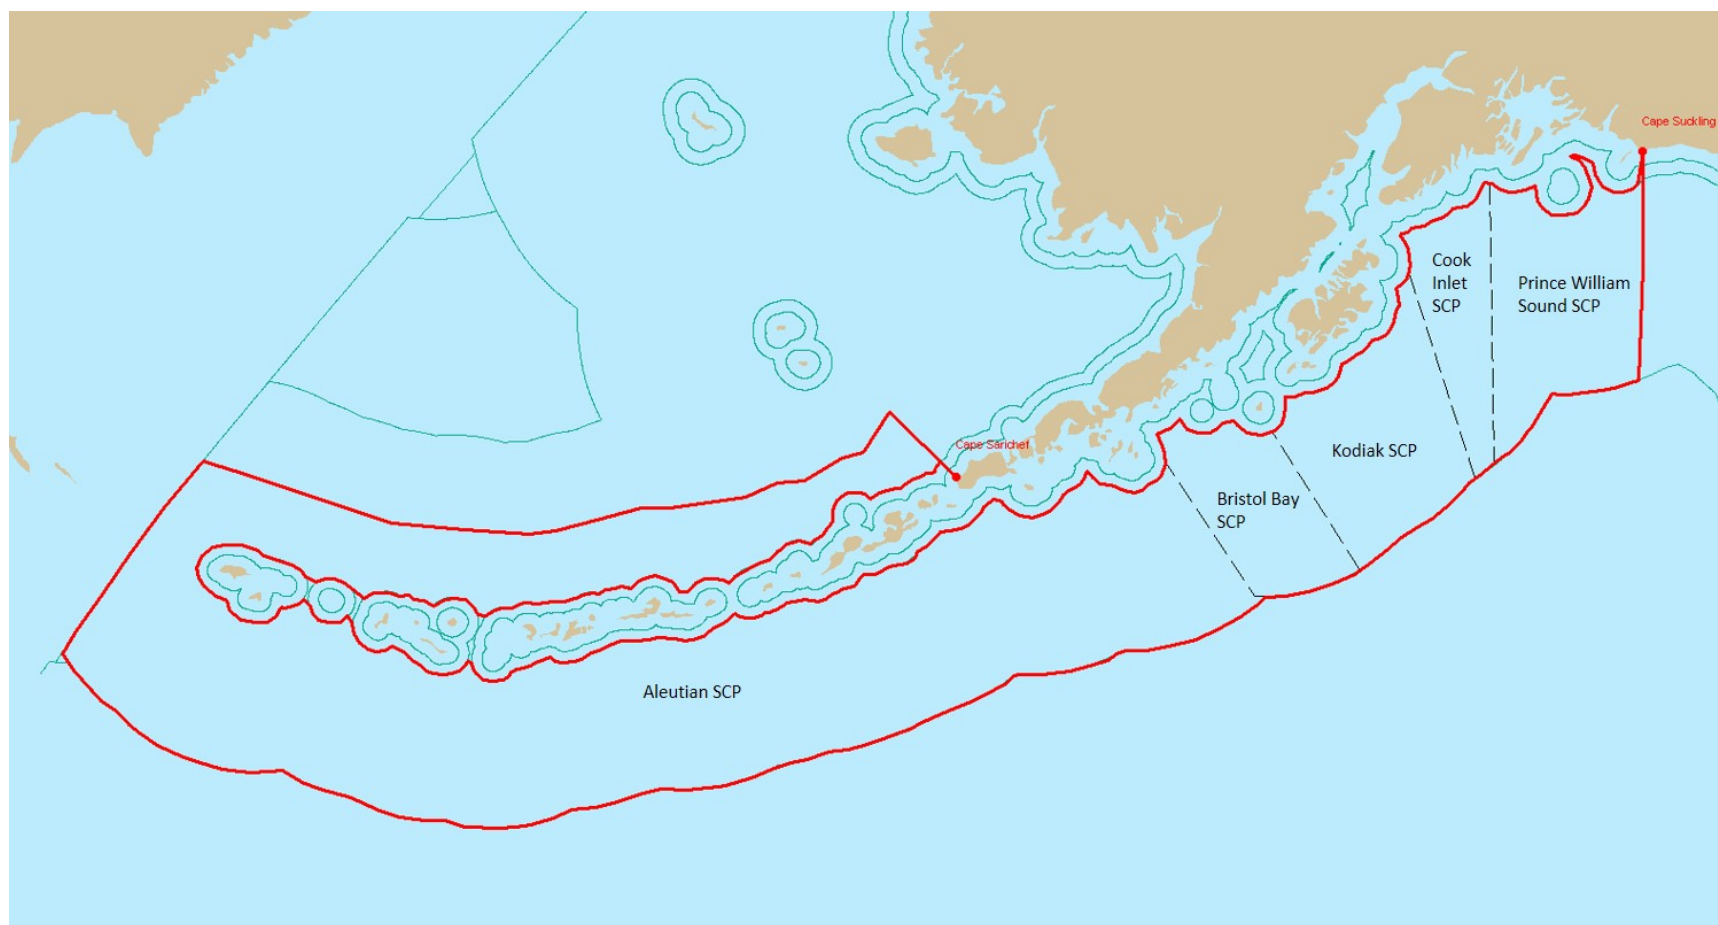 Cape Suckling
Cook
Inlet
SCP
Prince William
Sound SCP
Cape Sarichef
Kodiak SCP
Bristol Bay
SCP
Aleutian SCP